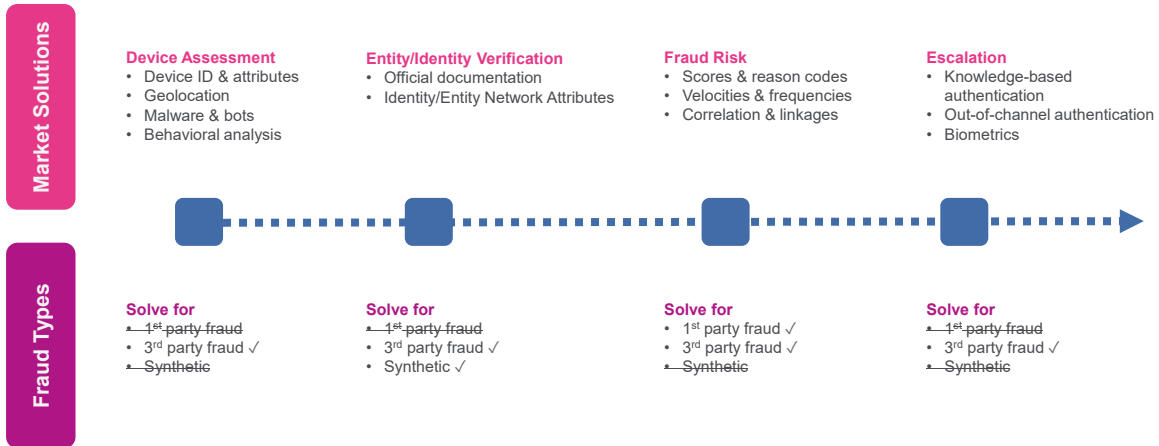 Market Solutions
Device Assessment
• Device ID & attributes
• Geolocation
• Malware & bots
• Behavioral analysis
Entity/Identity Verification
• Official documentation
• Identity/Entity Network Attributes
Fraud Risk
• Scores & reason codes
• Velocities & frequencies
• Correlation & linkages
Escalation
• Knowledge-based
authentication
• Out-of-channel authentication
• Biometrics
Fraud Types
Solve for
• 1st party fraud
• 3rd party fraud ✓
• Synthetic
Solve for
• 1st party fraud
• 3rd party fraud ✓
• Synthetic ✓
Solve for
• 1st party fraud ✓
• 3rd party fraud ✓
• Synthetic
Solve for
• 1st party fraud
• 3rd party fraud ✓
• Synthetic